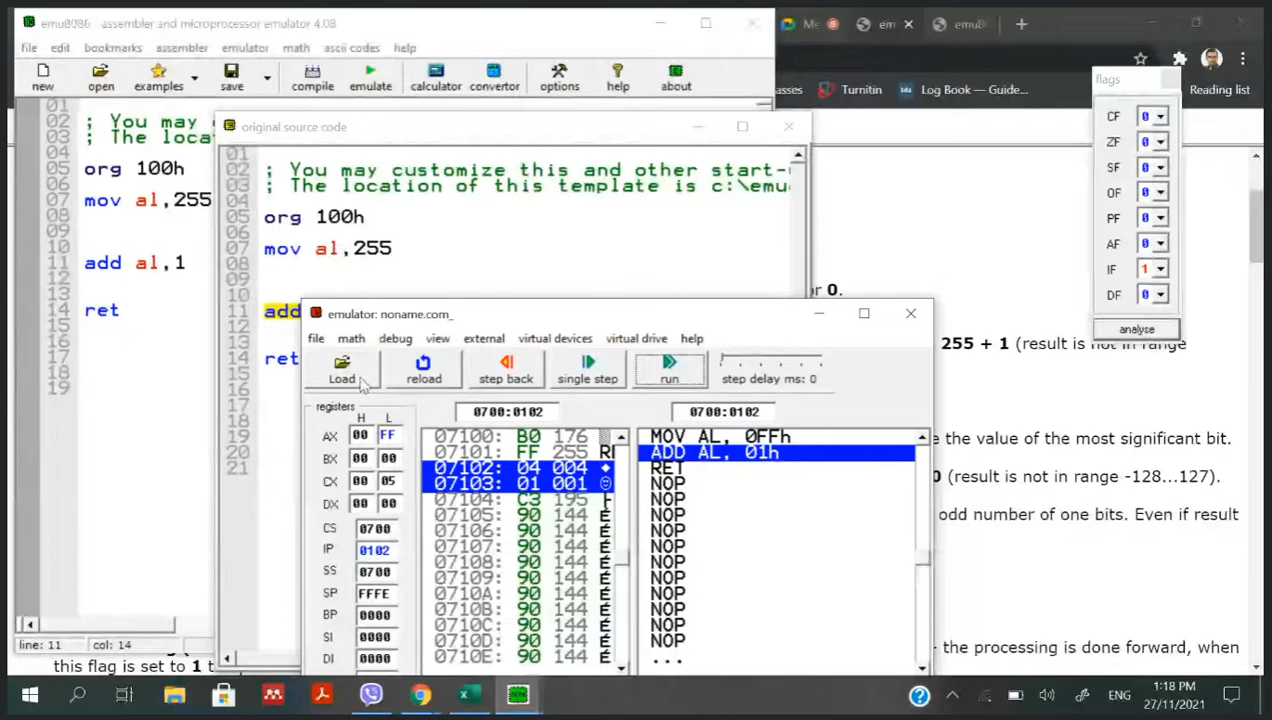 emu8086 - assembler and microprocessor emulator 4.08
file edit bookmarks assembler emulator math ascii codes help
new open examples save compile emulate calculator convertor options help about
01
02 ; You may
03 ; The loca
04
05 org 100h
06
07 mov al,255
08
09
10
11 add al,1
12
13
14 ret
15
16
17
18
19
line: 11 col: 14
original source code
01
02 ; You may customize this and other start-
03 ; The location of this template is c:\emu
04
05 org 100h
06
07 mov al,255
08
09
10
11 add
12
13
14 ret
15
16
17
18
19
20
21
emulator: noname.com_
file math debug view external virtual devices virtual drive help
Load reload step back single step run step delay ms: 0
registers
H L
AX 00 FF
BX 00 00
CX 00 05
DX 00 00
CS 0700
IP 0102
SS 0700
SP FFFE
BP 0000
SI 0000
DI 0000
0700:0102
07100: B0 176
07101: FF 255
07102: 04 004
07103: 01 001
07104: C3 195
07105: 90 144 É
07106: 90 144 É
07107: 90 144 É
07108: 90 144 É
07109: 90 144 É
0710A: 90 144 É
0710B: 90 144 É
0710C: 90 144 É
0710D: 90 144 É
0710E: 90 144 É
0700:0102
MOV AL, 0FFh
ADD AL, 01h
RET
NOP
NOP
NOP
NOP
NOP
NOP
NOP
NOP
NOP
NOP
NOP
...
Me em emu8
asses Turnitin Log Book — Guide... Reading list
flags
CF 0
ZF 0
SF 0
OF 0
PF 0
AF 0
IF 1
DF 0
analyse
or 0.
255 + 1 (result is not in range
e the value of the most significant bit.
0 (result is not in range -128...127).
odd number of one bits. Even if result
- the processing is done forward, when
this flag is set to 1 t
ENG
1:18 PM
27/11/2021